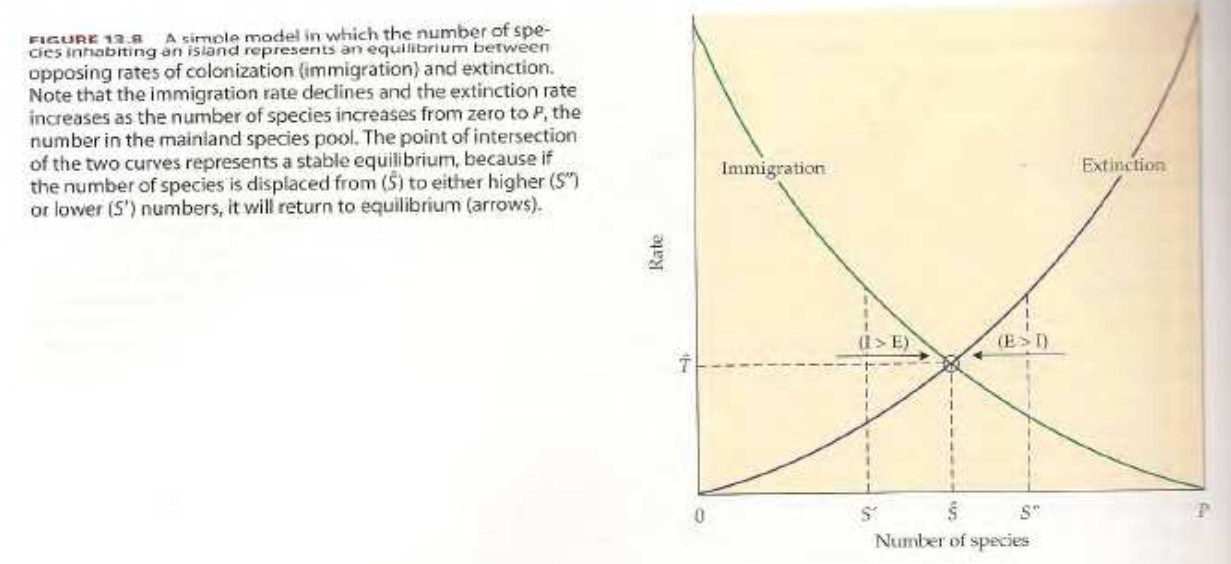 FIGURE 13.8 A simple model in which the number of spe-
cies inhabiting an island represents an equilibrium between
opposing rates of colonization (immigration) and extinction.
Note that the immigration rate declines and the extinction rate
increases as the number of species increases from zero to P, the
number in the mainland species pool. The point of intersection
of the two curves represents a stable equilibrium, because if
the number of species is displaced from (Ŝ) to either higher (S″)
or lower (S′) numbers, it will return to equilibrium (arrows).
Immigration
Extinction
Rate
(I > E)
(E > I)
T̂
0
S′
Ŝ
S″
P
Number of species